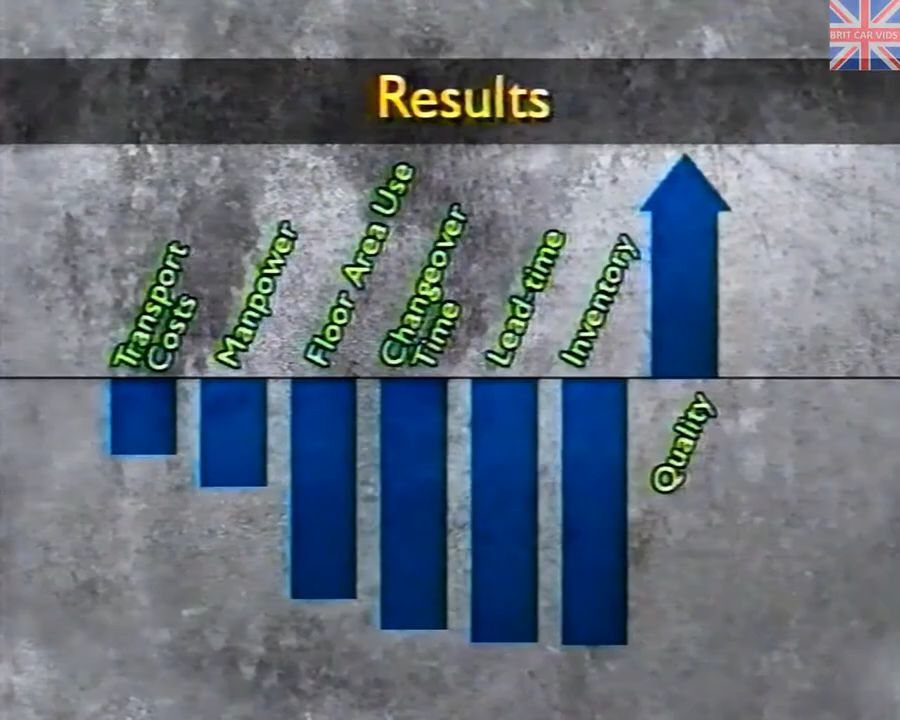 BRIT CAR VIDS
Results
Transport
Costs
Manpower
Floor Area Use
Changeover
Time
Lead-time
Inventory
Quality